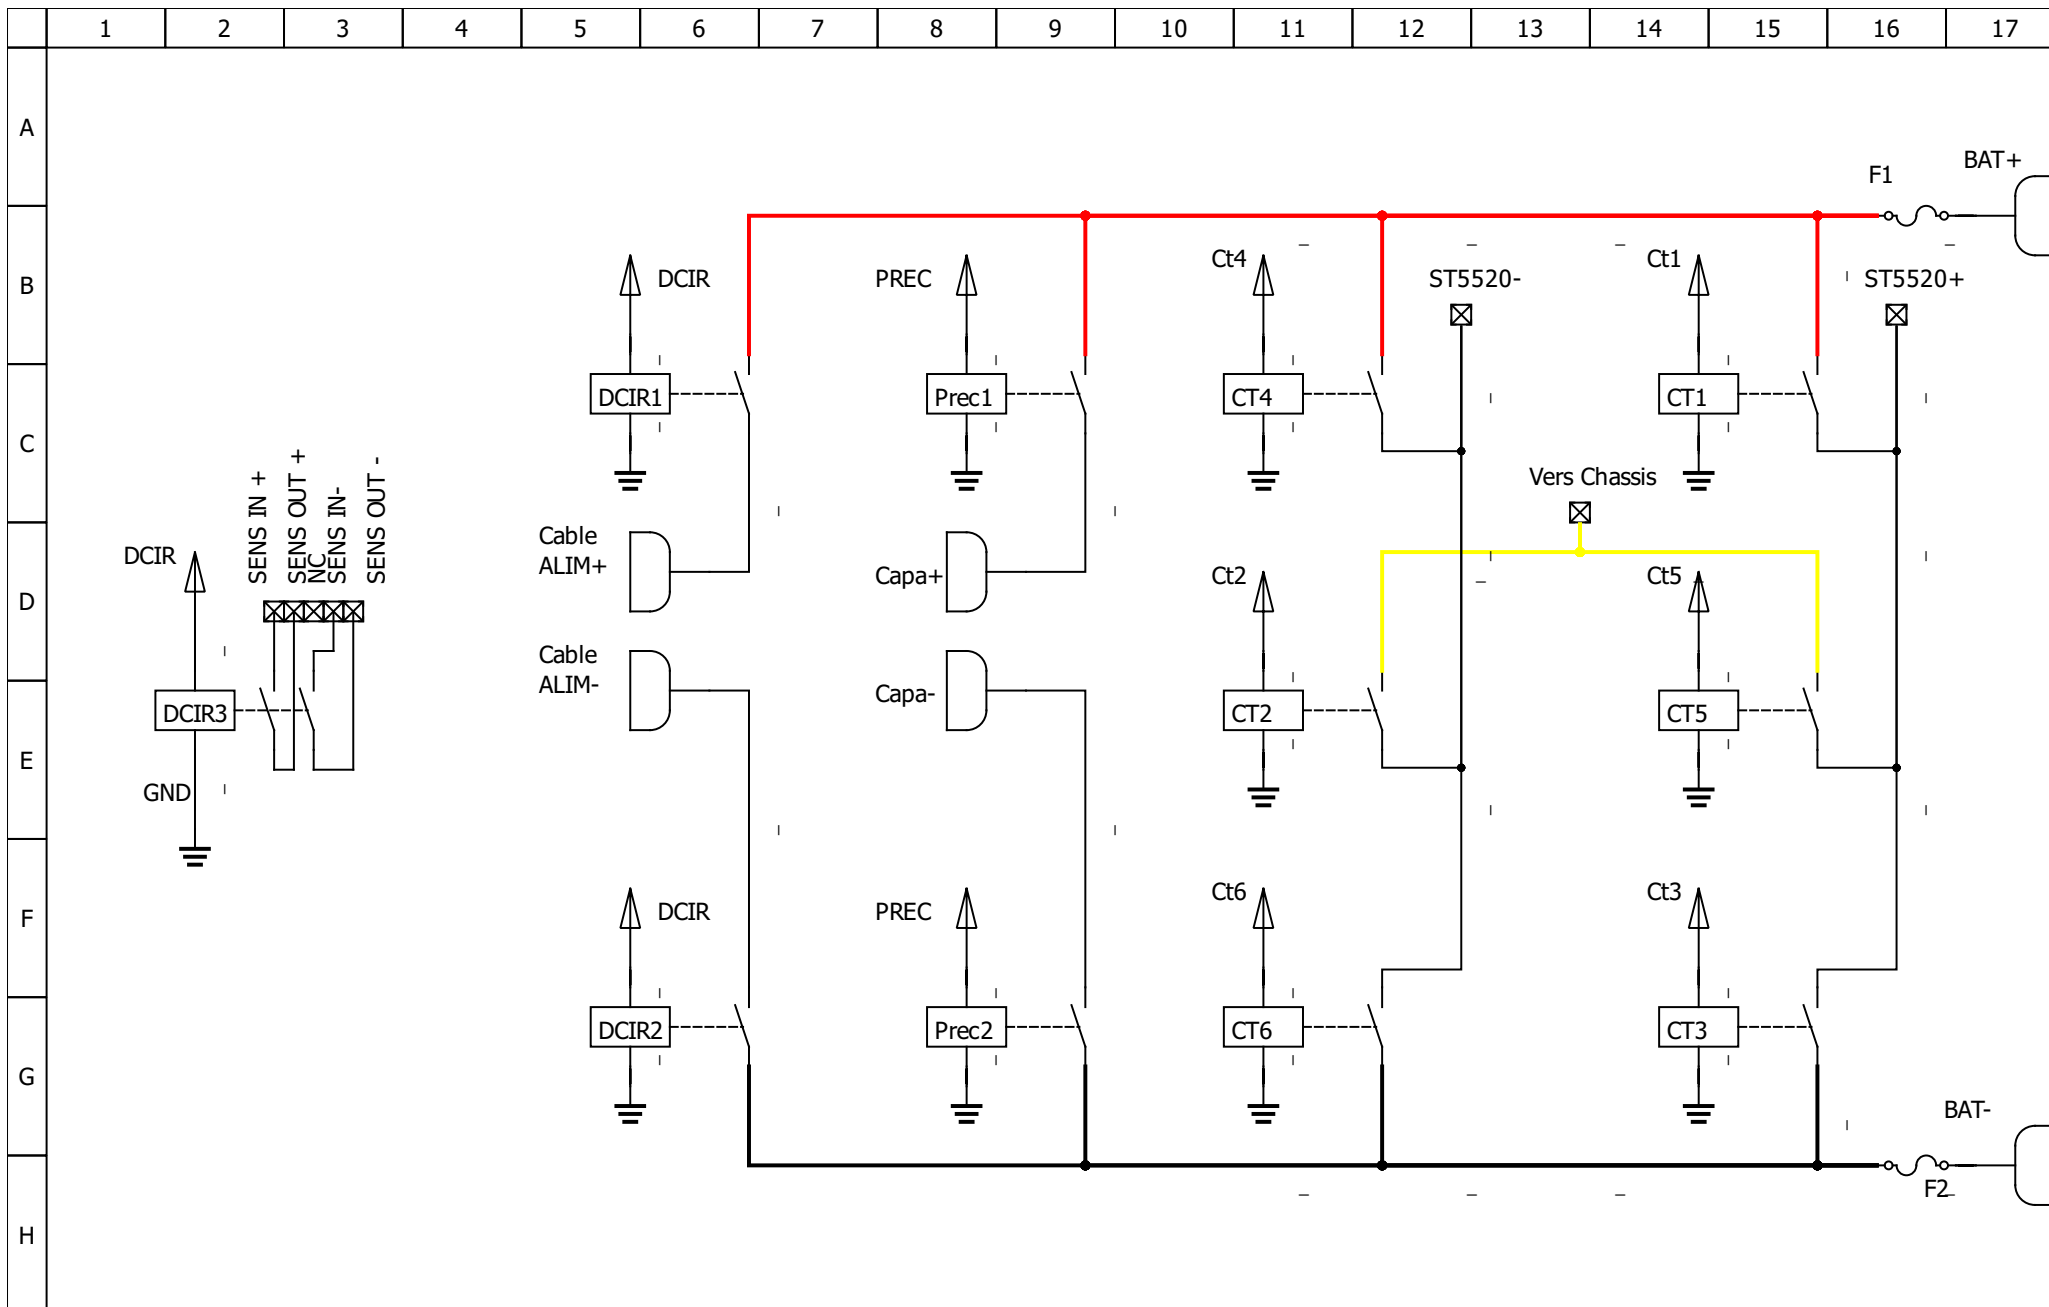 1 2 3 4 5 6 7 8 9 10 11 12 13 14 15 16 17
A
BAT+
F1
B
Ct4
Ct1
DCIR
PREC
ST5520-
ST5520+
DCIR1
Prec1
CT4
CT1
C
SENS IN +
SENS OUT +
NC
SENS IN-
SENS OUT -
Vers Chassis
DCIR
Cable
ALIM+
Capa+
Ct2
Ct5
D
Cable
ALIM-
Capa-
DCIR3
CT2
CT5
E
GND
Ct6
Ct3
F
DCIR
PREC
DCIR2
Prec2
CT6
CT3
G
BAT-
F2
H